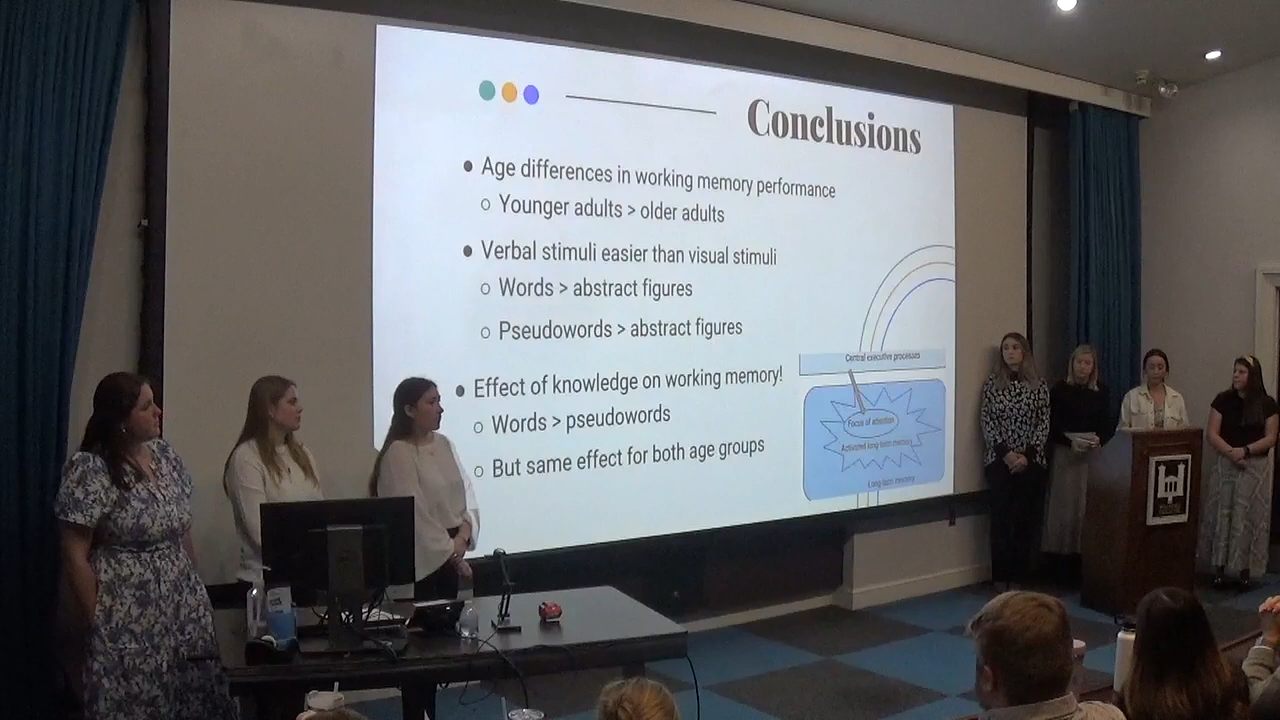 Conclusions
● Age differences in working memory performance
○ Younger adults > older adults
● Verbal stimuli easier than visual stimuli
○ Words > abstract figures
○ Pseudowords > abstract figures
● Effect of knowledge on working memory!
○ Words > pseudowords
○ But same effect for both age groups
Central executive processes
Focus of attention
Activated long-term memory
Long-term memory